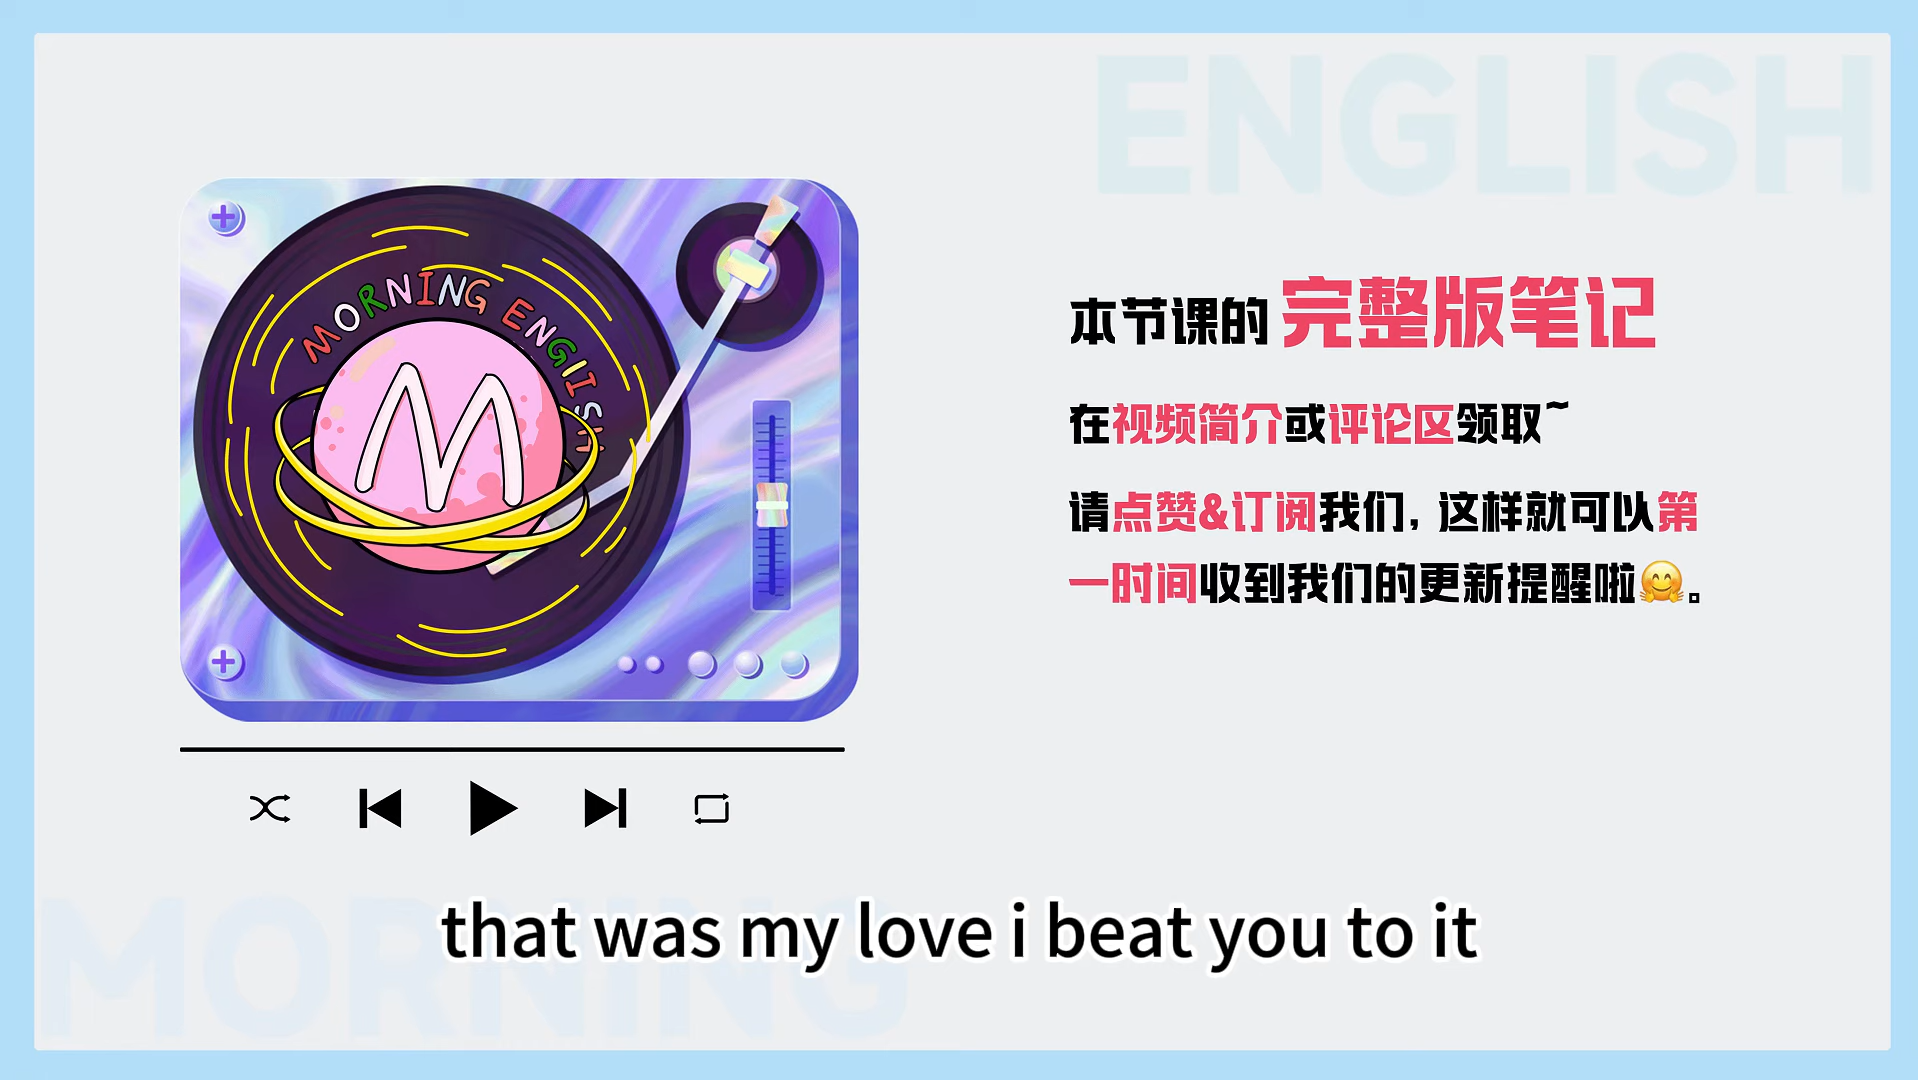 ENGLISH
MORNING ENGLISH
M
本节课的 完整版笔记
在视频简介或评论区领取~
请点赞&订阅我们，这样就可以第
一时间收到我们的更新提醒啦🤗。
that was my love i beat you to it
MORNING